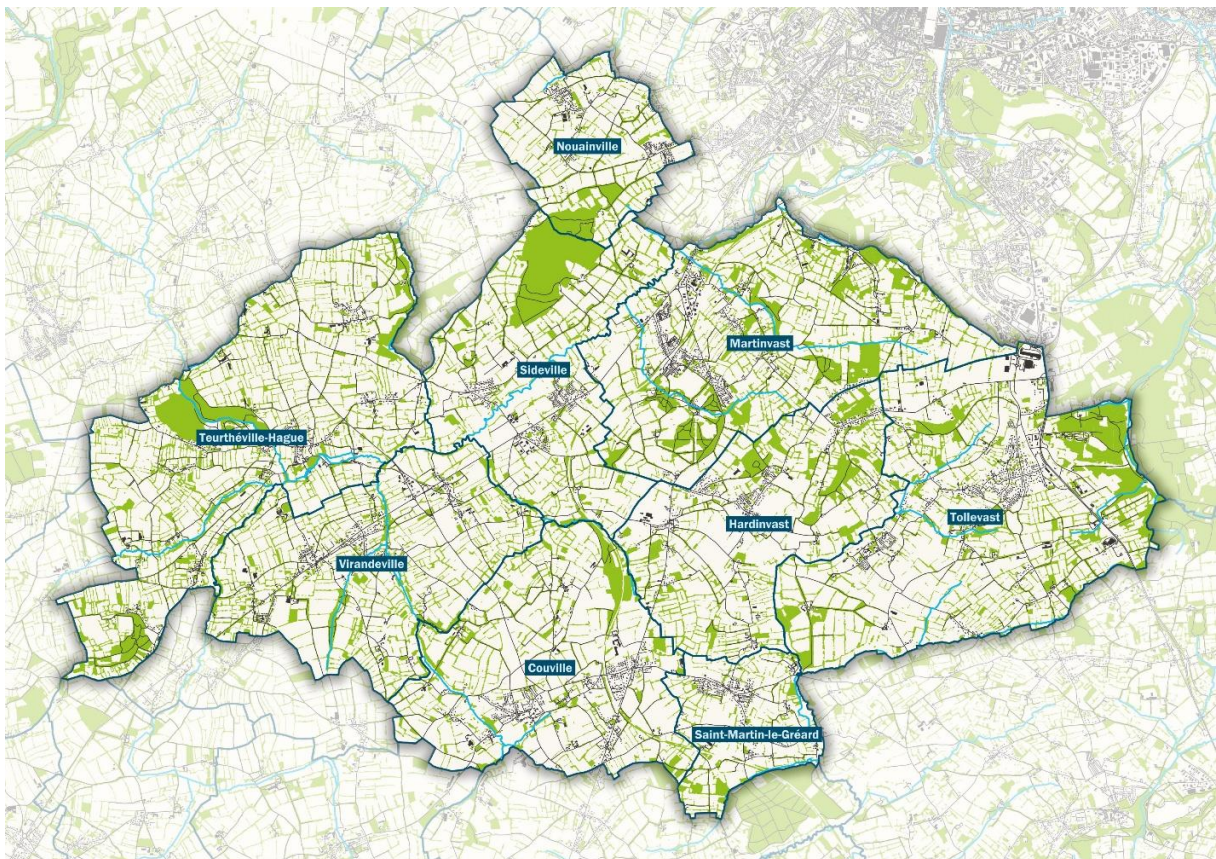 Nouainville
Martinvast
Sideville
Teurthéville-Hague
Tollevast
Hardinvast
Virandeville
Couville
Saint-Martin-le-Gréard